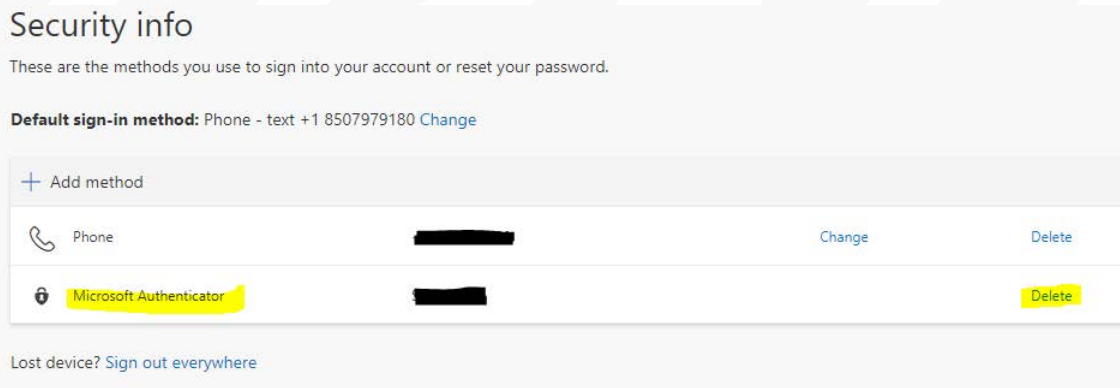 Security info
These are the methods you use to sign into your account or reset your password.
Default sign-in method: Phone - text +1 8507979180 Change
Add method
Phone Change Delete
Microsoft Authenticator Delete
Lost device? Sign out everywhere